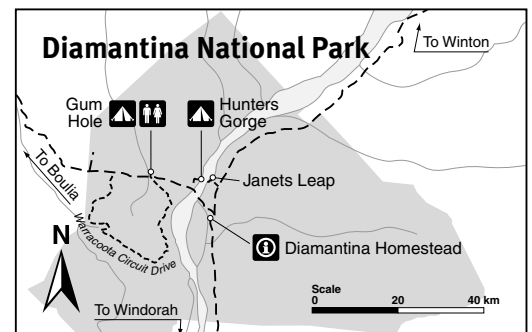 Diamantina National Park
To Winton
Gum
Hole
Hunters
Gorge
To Boulia
Janets Leap
Warracoota Circuit Drive
N
Diamantina Homestead
To Windorah
Scale
0 20 40 km